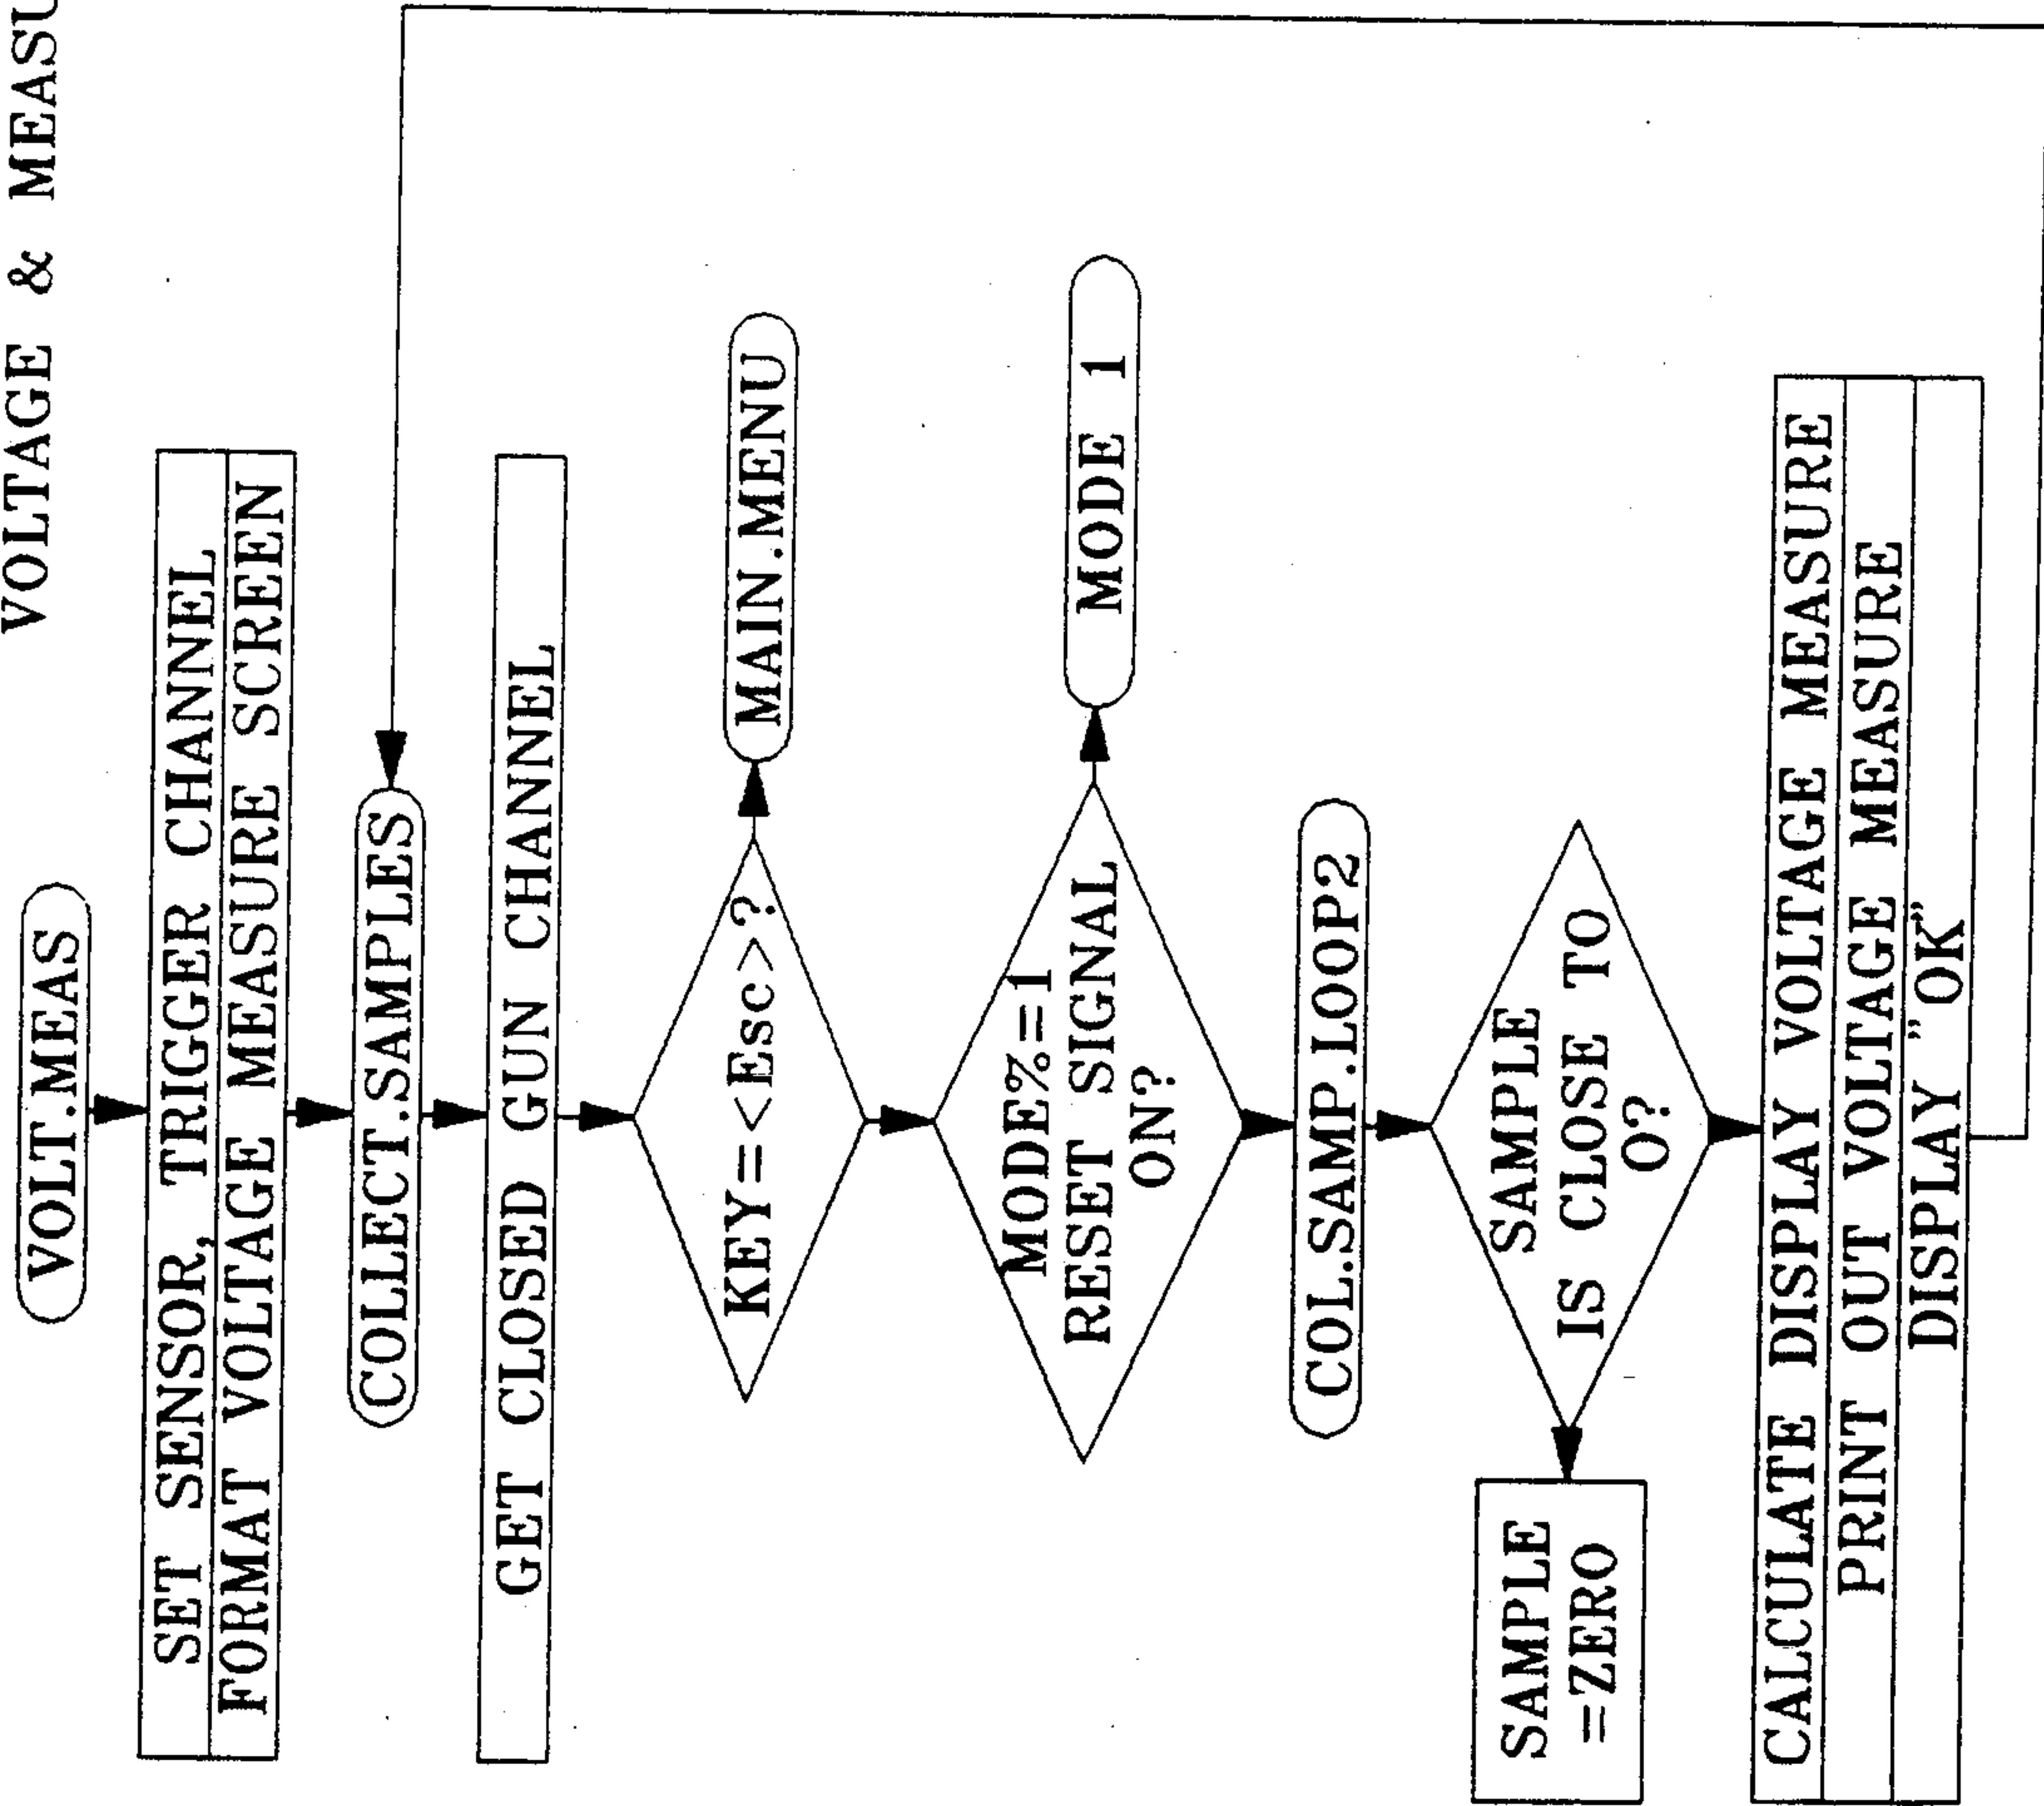 VOLTAGE & MEASU
VOLT.MEAS
SET SENSOR, TRIGGER CHANNEL
FORMAT VOLTAGE MEASURE SCREEN
COLLECT.SAMPLES
GET CLOSED GUN CHANNEL
KEY=<Esc>?
MAIN.MENU
MODE%=1
RESET SIGNAL
ON?
MODE 1
COL.SAMP.LOOP2
SAMPLE
IS CLOSE TO
O?
SAMPLE
=ZERO
CALCULATE DISPLAY VOLTAGE MEASURE
PRINT OUT VOLTAGE MEASURE
DISPLAY "OK"